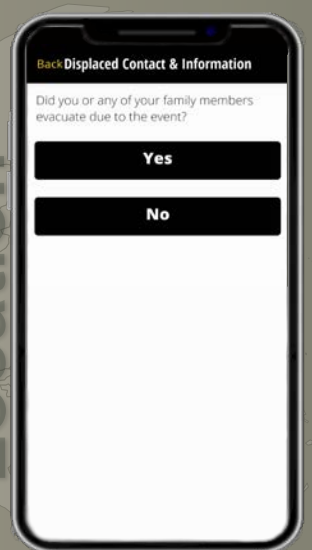 Back Displaced Contact & Information
Did you or any of your family members
evacuate due to the event?
Yes
No